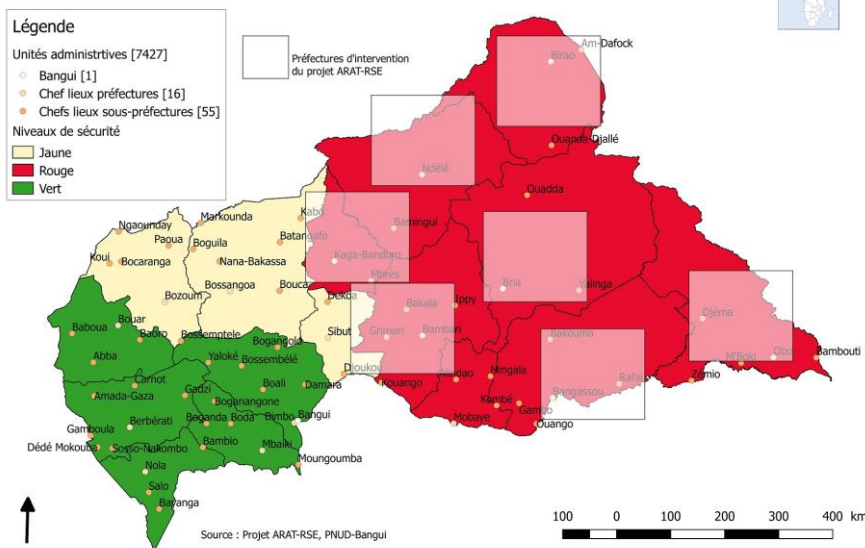 Légende
Unités administrtives [7427]
Bangui [1]
Chef lieux préfectures [16]
Chefs lieux sous-préfectures [55]
Niveaux de sécurité
Jaune
Rouge
Vert
Préfectures d'intervention
du projet ARAT-RSE
Am-Dafock
Birao
Ouanda-Djallé
Ndélé
Ouadda
Kabo
Markounda
Ngaounday
Bamingui
Paoua
Boguila
Batangafo
Koui
Bocaranga
Nana-Bakassa
Kaga-Bandoro
Mbrès
Bria
Yalinga
Bozoum
Bossangoa
Bouca
Dekoa
Bakala
Ippy
Djéma
Baboua
Bouar
Baoro
Bossemptele
Bogangolo
Sibut
Grimari
Bambari
Bakouma
Abba
Yaloké
Bossembélé
Djoukou
Obo
Bambouti
M'Boki
Carnot
Gadzi
Boali
Damara
Kouango
Mingala
Rafai
Zemio
Amada-Gaza
Boganangone
Kembé
Gambo
Bangassou
Gamboula
Berbérati
Boganda
Boda
Bimbo
Bangui
Mobaye
Ouango
Dédé Mokouba
Sosso-Nakombo
Bambio
Mbaïki
Nola
Moungoumba
Salo
Bayanga
Source : Projet ARAT-RSE, PNUD-Bangui
100 0 100 200 300 400 km